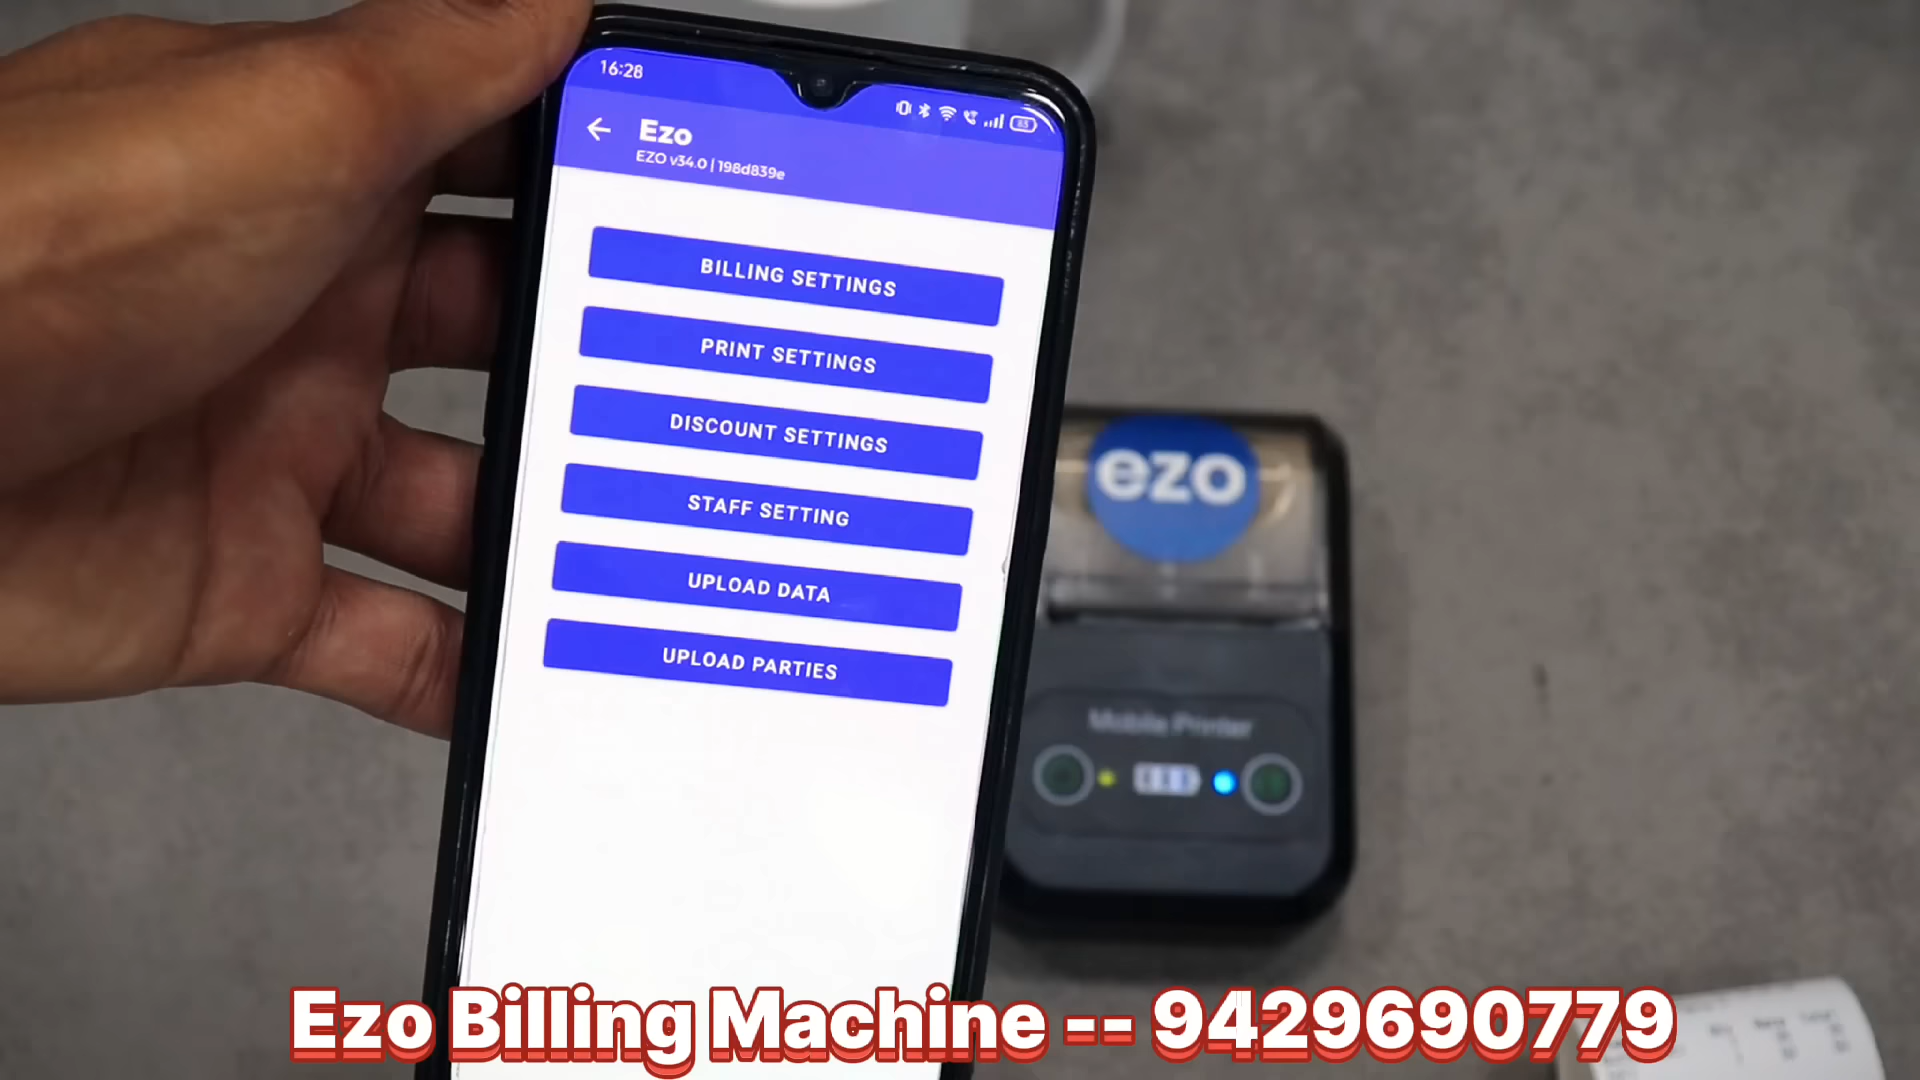 16:28
83
Ezo
EZO v34.0 | 198d839e
BILLING SETTINGS
PRINT SETTINGS
DISCOUNT SETTINGS
STAFF SETTING
UPLOAD DATA
UPLOAD PARTIES
ezo
Mobile Printer
Ezo Billing Machine -- 9429690779